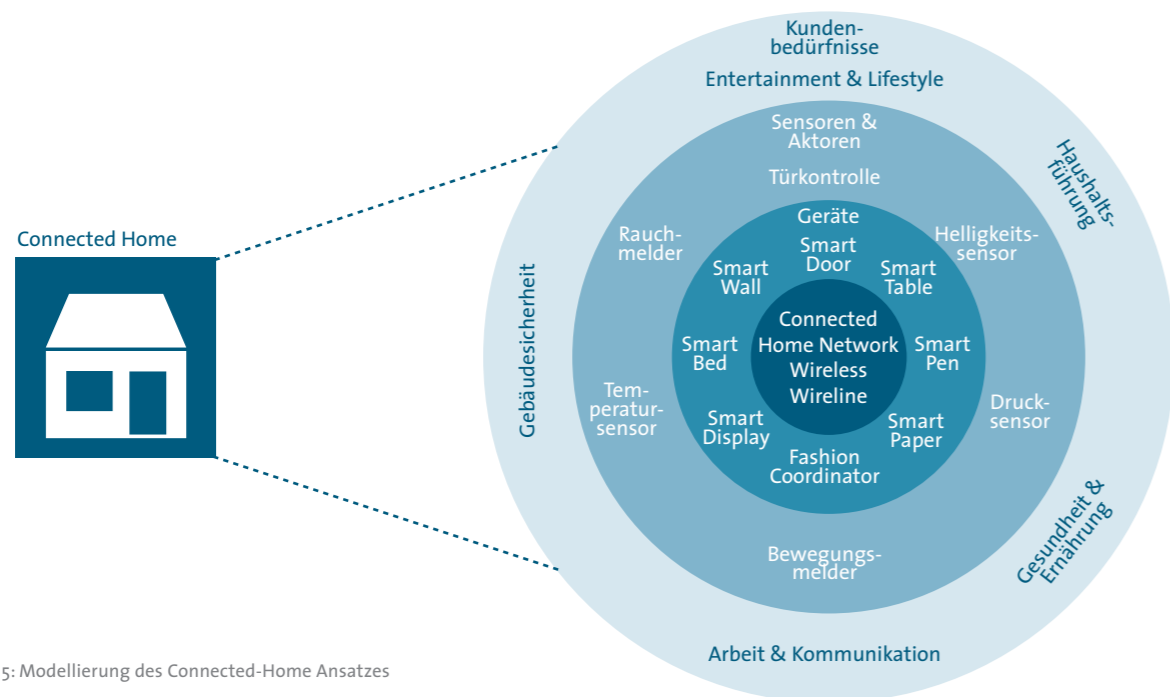 Kunden-
bedürfnisse
Entertainment & Lifestyle
Haushalts-
führung
Gesundheit &
Ernährung
Arbeit & Kommunikation
Gebäudesicherheit
Sensoren &
Aktoren
Türkontrolle
Helligkeits-
sensor
Druck-
sensor
Bewegungs-
melder
Tem-
peratur-
sensor
Rauch-
melder
Geräte
Smart
Door
Smart
Table
Smart
Pen
Smart
Paper
Fashion
Coordinator
Smart
Display
Smart
Bed
Smart
Wall
Connected
Home Network
Wireless
Wireline
Connected Home
5: Modellierung des Connected-Home Ansatzes